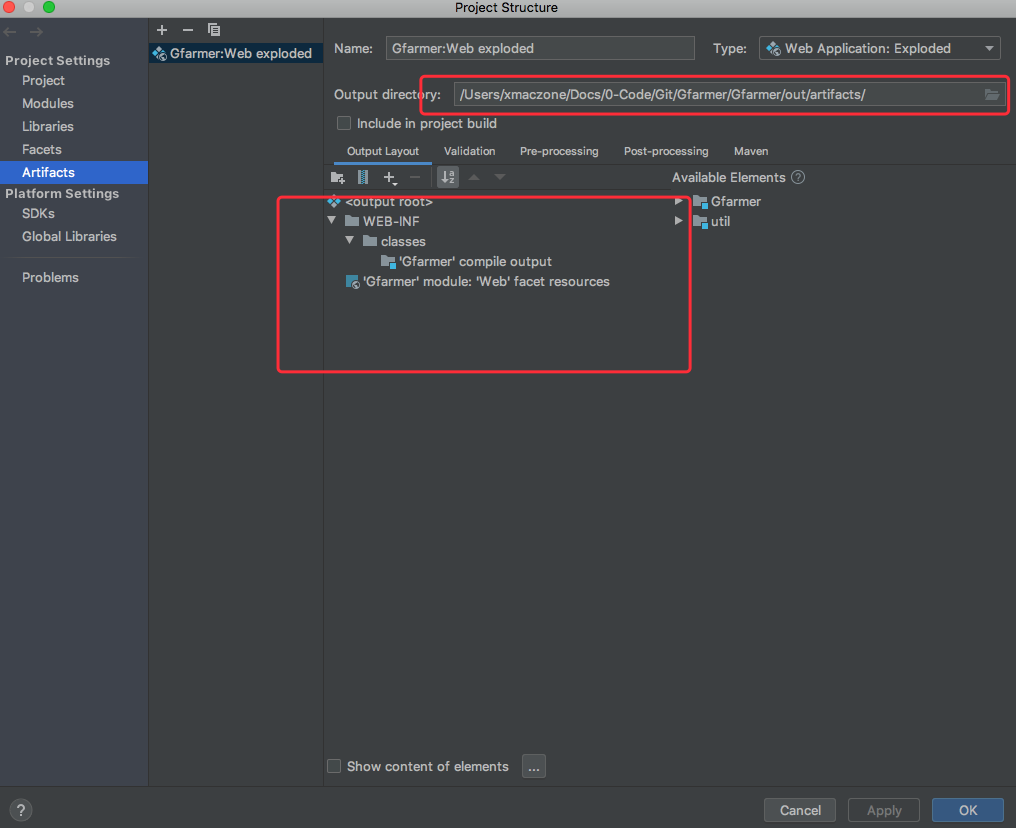 Project Structure
Project Settings
Project
Modules
Libraries
Facets
Artifacts
Platform Settings
SDKs
Global Libraries
Problems
Gfarmer:Web exploded
Name: Gfarmer:Web exploded Type: Web Application: Exploded
Output directory: /Users/xmaczone/Docs/0-Code/Git/Gfarmer/Gfarmer/out/artifacts/
Include in project build
Output Layout Validation Pre-processing Post-processing Maven
Available Elements ?
<output root>
WEB-INF
classes
'Gfarmer' compile output
'Gfarmer' module: 'Web' facet resources
Gfarmer
util
Show content of elements ...
? Cancel Apply OK